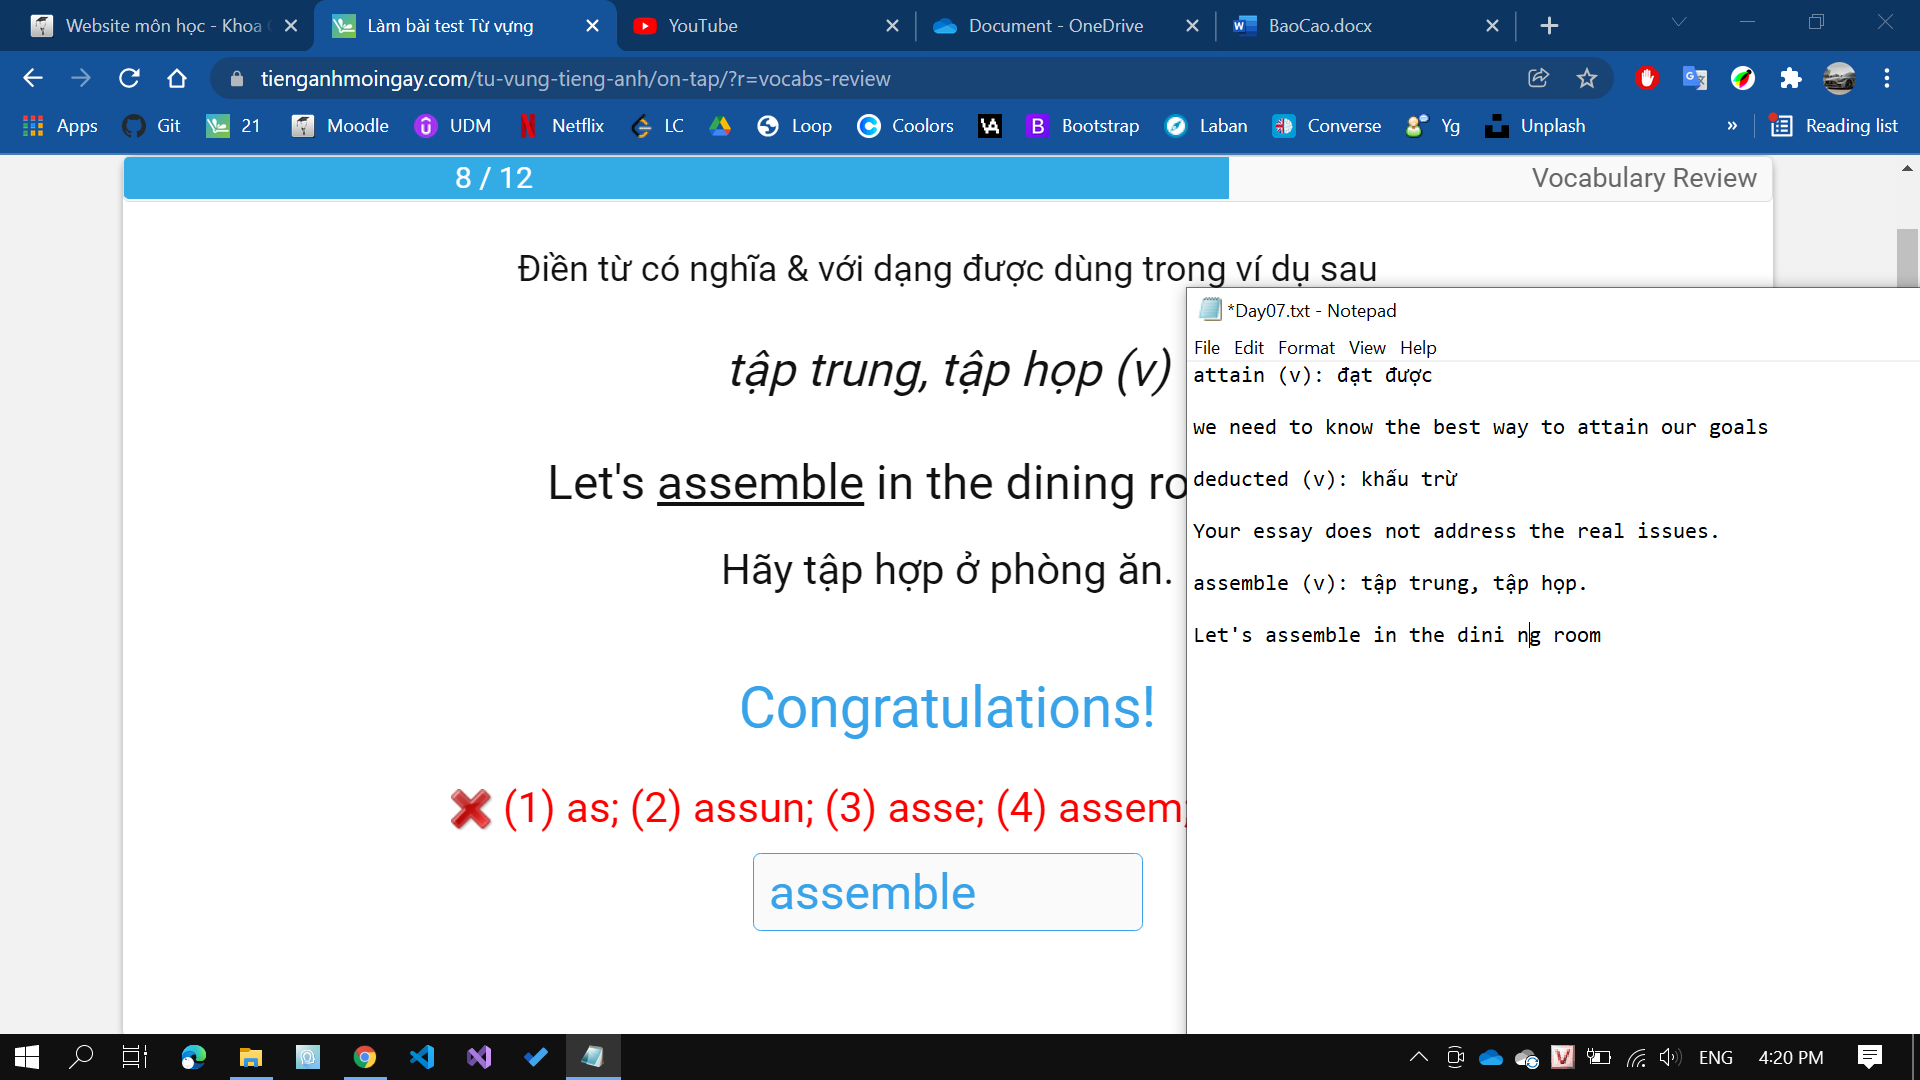 Website môn học - Khoa
Làm bài test Từ vựng
YouTube
Document - OneDrive
BaoCao.docx
tienganhmoingay.com/tu-vung-tieng-anh/on-tap/?r=vocabs-review
Apps
Git
21
Moodle
UDM
Netflix
LC
Loop
Coolors
Bootstrap
Laban
Converse
Yg
Unplash
»
Reading list
8 / 12
Vocabulary Review
Điền từ có nghĩa & với dạng được dùng trong ví dụ sau
tập trung, tập họp (v)
Let's assemble in the dining ro
Hãy tập hợp ở phòng ăn.
Congratulations!
(1) as; (2) assun; (3) asse; (4) assem;
assemble
*Day07.txt - Notepad
File Edit Format View Help
attain (v): đạt được
we need to know the best way to attain our goals
deducted (v): khấu trừ
Your essay does not address the real issues.
assemble (v): tập trung, tập họp.
Let's assemble in the dini ng room
ENG
4:20 PM